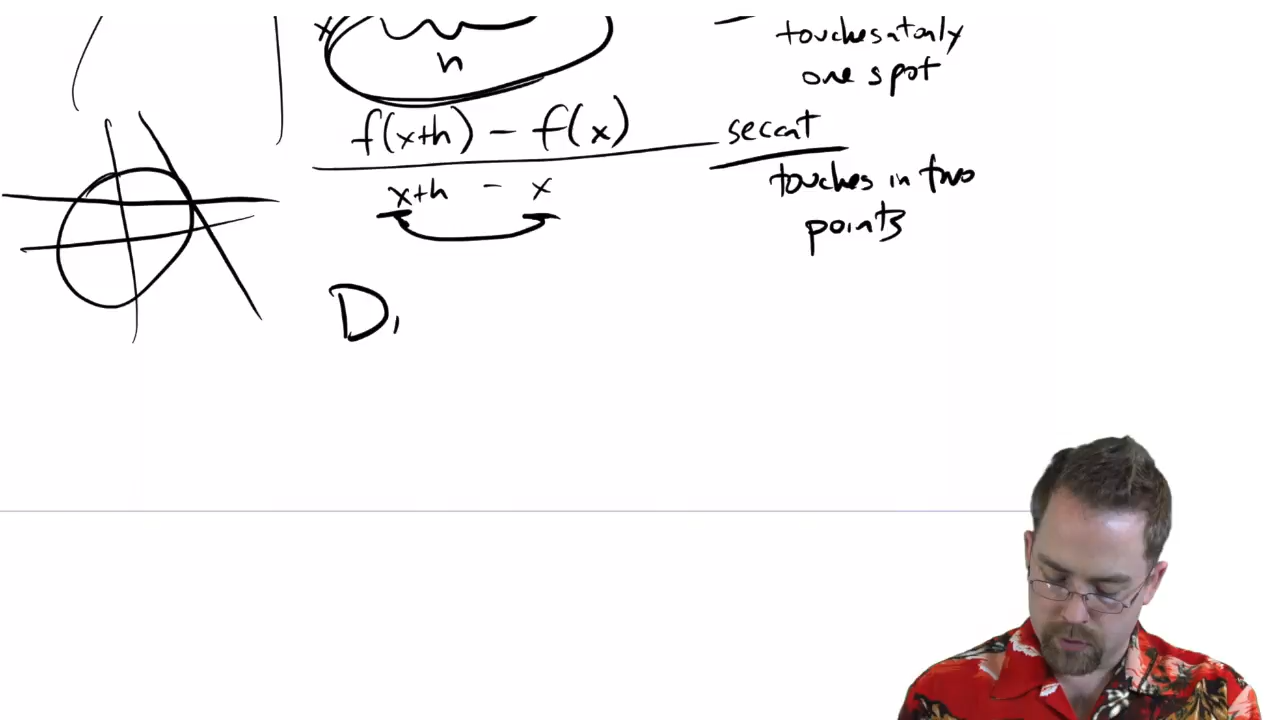 x
h
touches at only
one spot
f(x+h) - f(x)
x+h - x
secant
touches in two
points
D,